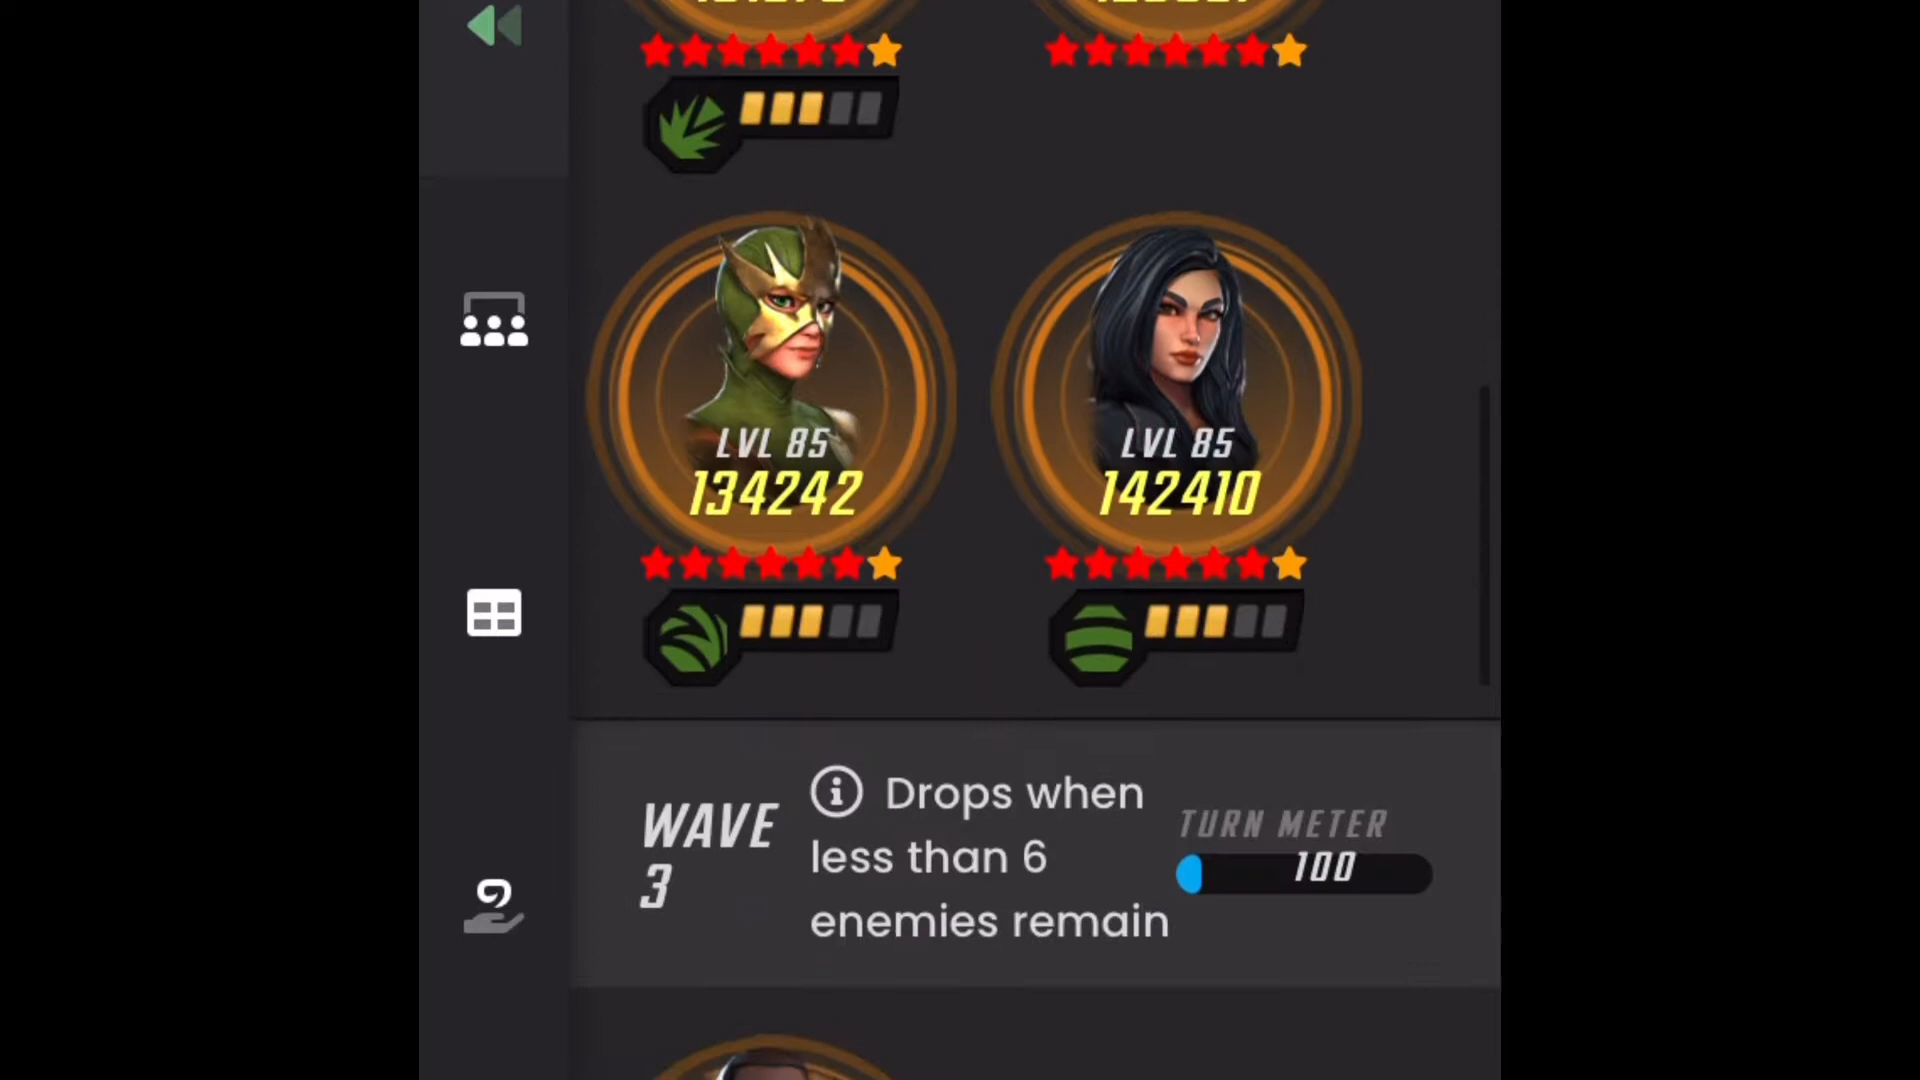 LVL 85
134242
LVL 85
142410
WAVE
3
Drops when
less than 6
enemies remain
TURN METER
100